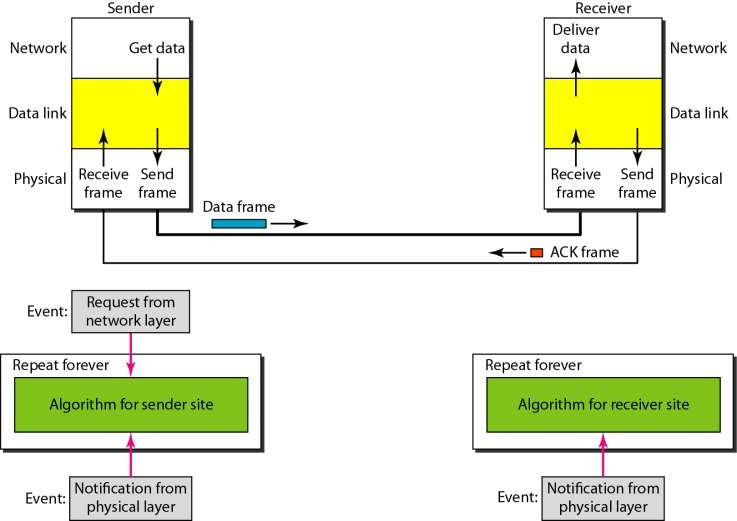 Sender
Receiver
Network
Get data
Deliver
data
Network
Data link
Data link
Physical
Receive
frame
Send
frame
Receive
frame
Send
frame
Physical
Data frame
ACK frame
Event:
Request from
network layer
Repeat forever
Algorithm for sender site
Repeat forever
Algorithm for receiver site
Event:
Notification from
physical layer
Event:
Notification from
physical layer